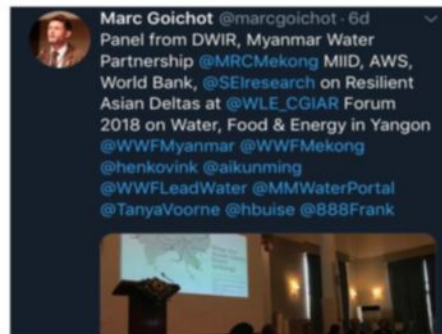 Marc Goichot @marcgoichot · 6d
Panel from DWIR, Myanmar Water
Partnership @MRCMekong MIID, AWS,
World Bank, @SEIresearch on Resilient
Asian Deltas at @WLE_CGIAR Forum
2018 on Water, Food & Energy in Yangon
@WWFMyanmar @WWFMekong
@henkovink @aikunming
@WWFLeadWater @MMWaterPortal
@TanyaVoorne @hbuise @888Frank